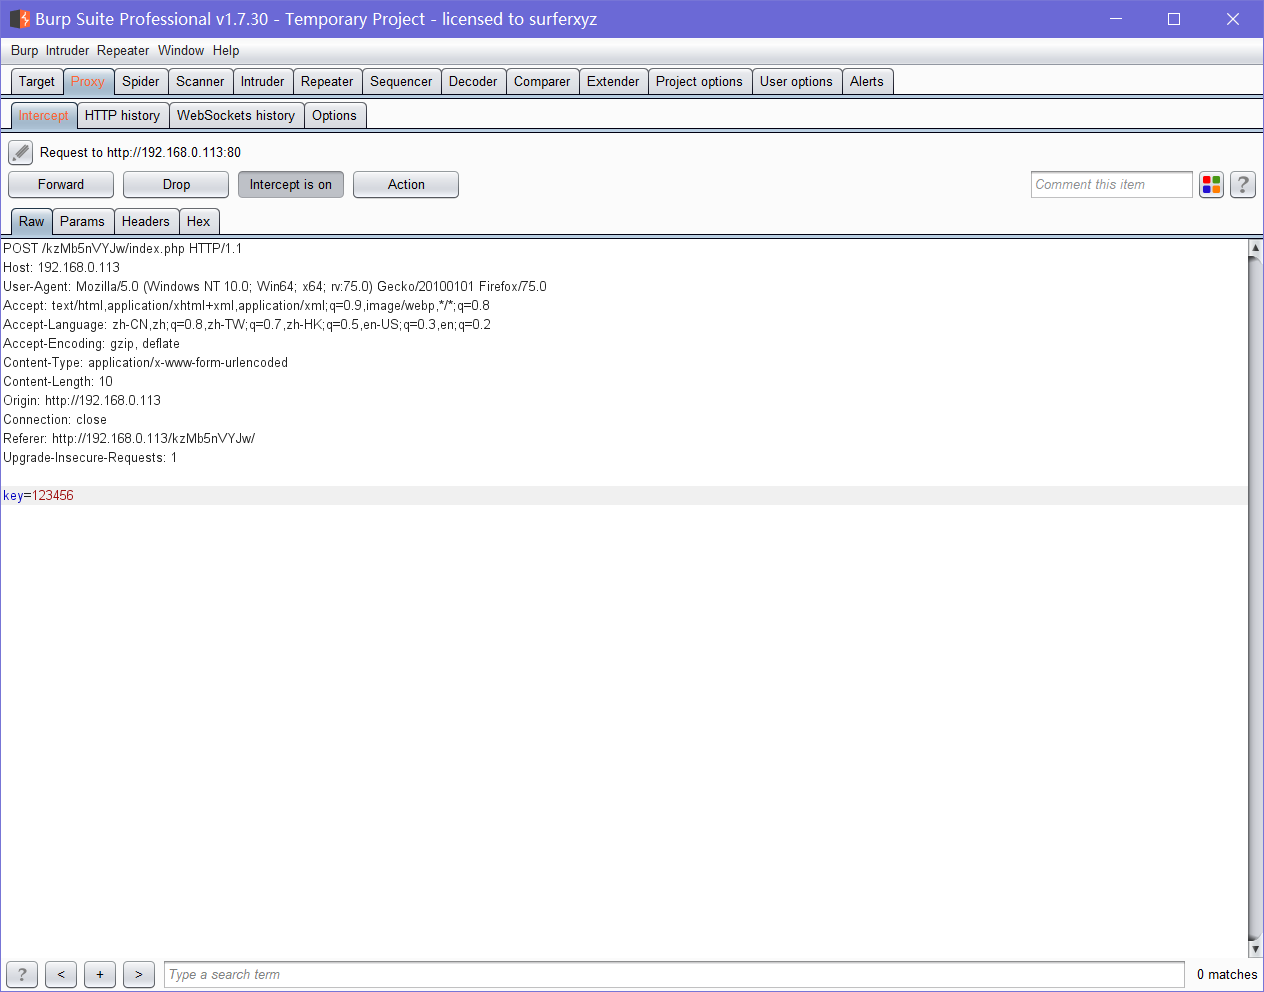 Burp Suite Professional v1.7.30 - Temporary Project - licensed to surferxyz
Burp Intruder Repeater Window Help
Target Proxy Spider Scanner Intruder Repeater Sequencer Decoder Comparer Extender Project options User options Alerts
Intercept HTTP history WebSockets history Options
Request to http://192.168.0.113:80
Forward Drop Intercept is on Action Comment this item ?
Raw Params Headers Hex
POST /kzMb5nVYJw/index.php HTTP/1.1
Host: 192.168.0.113
User-Agent: Mozilla/5.0 (Windows NT 10.0; Win64; x64; rv:75.0) Gecko/20100101 Firefox/75.0
Accept: text/html,application/xhtml+xml,application/xml;q=0.9,image/webp,*/*;q=0.8
Accept-Language: zh-CN,zh;q=0.8,zh-TW;q=0.7,zh-HK;q=0.5,en-US;q=0.3,en;q=0.2
Accept-Encoding: gzip, deflate
Content-Type: application/x-www-form-urlencoded
Content-Length: 10
Origin: http://192.168.0.113
Connection: close
Referer: http://192.168.0.113/kzMb5nVYJw/
Upgrade-Insecure-Requests: 1
key=123456
? < + > Type a search term 0 matches